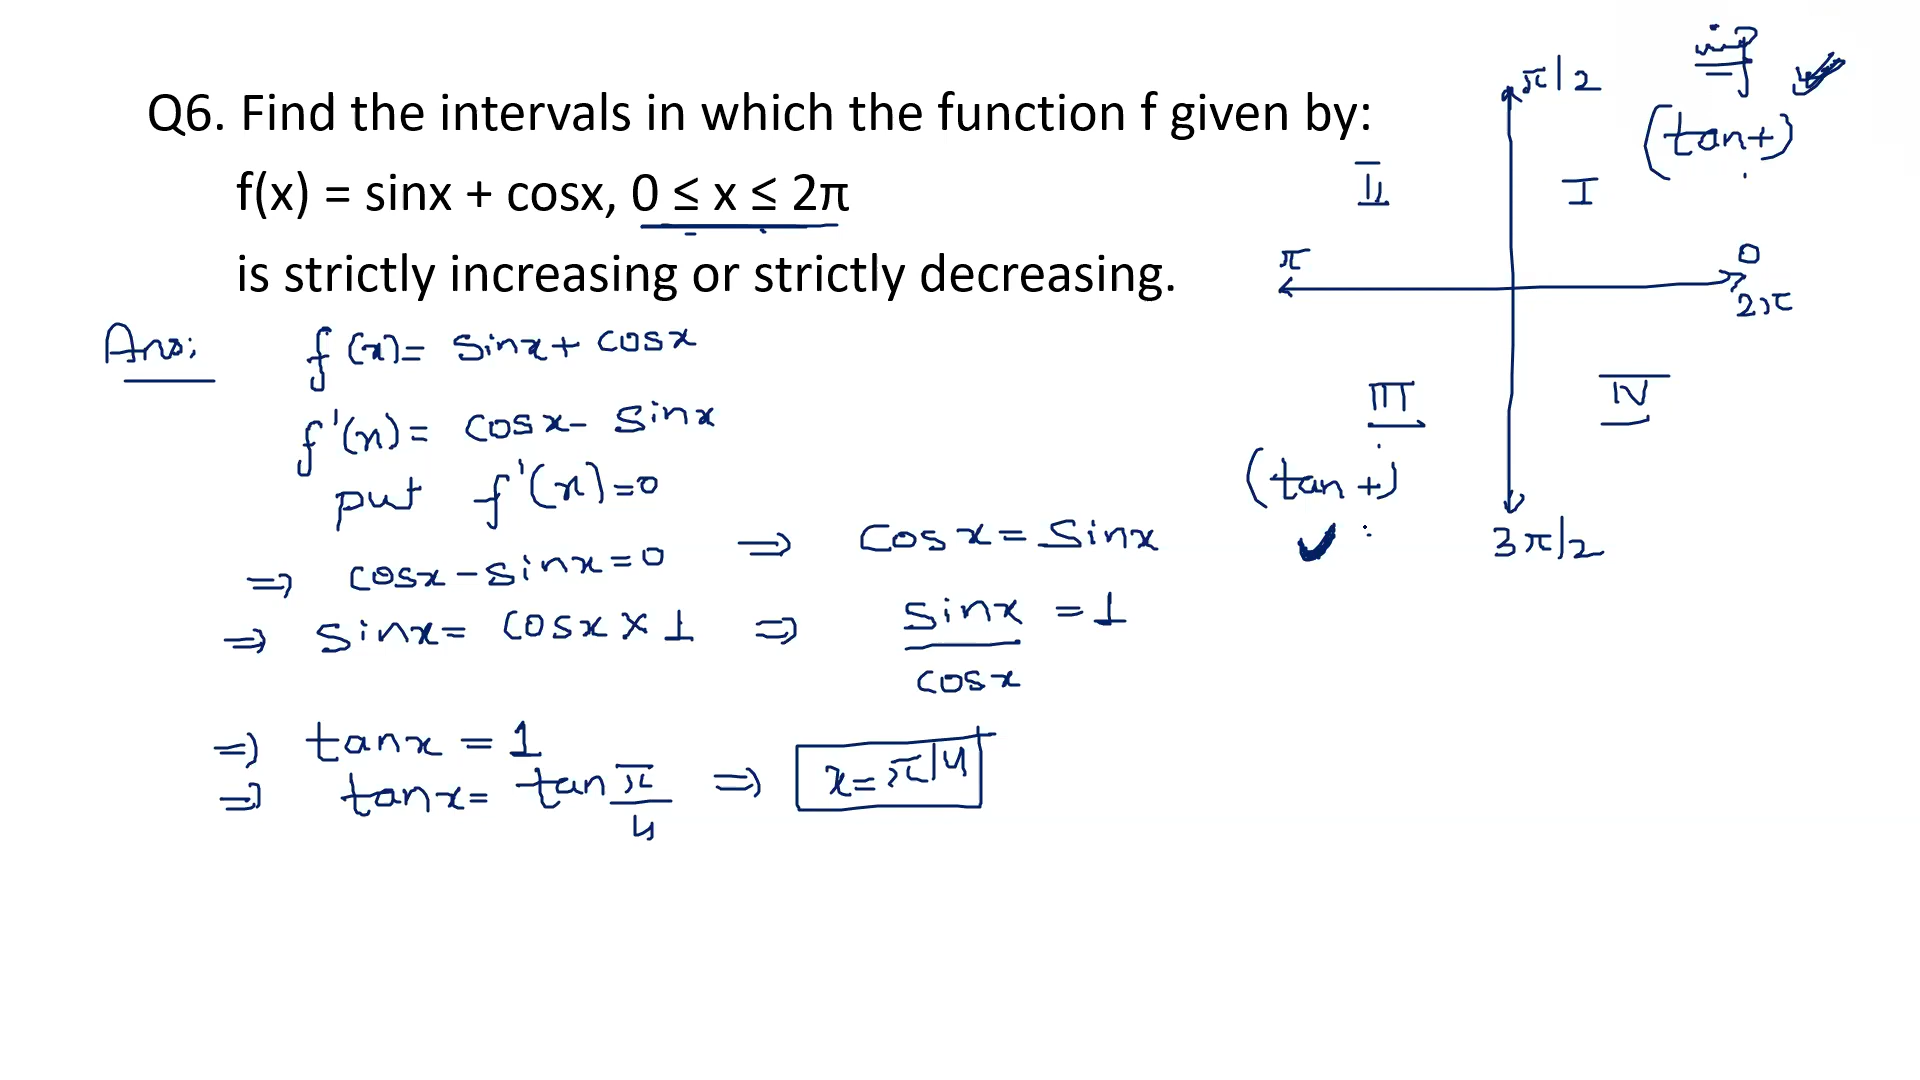 Q6. Find the intervals in which the function f given by:
f(x) = sinx + cosx, 0 ≤ x ≤ 2π
is strictly increasing or strictly decreasing.
Ans:
f(x)= sinx+ cosx
f'(x)= cosx- sinx
put f'(x)=0
⇒ cosx-sinx=0 ⇒ cosx=sinx
⇒ sinx= cosx×1 ⇒ sinx/cosx =1
⇒ tanx = 1
⇒ tanx= tan π/4 ⇒ x=π/4
π/2
imp
(tan+)
II
I
π
0
2π
III
IV
(tan+)
3π/2